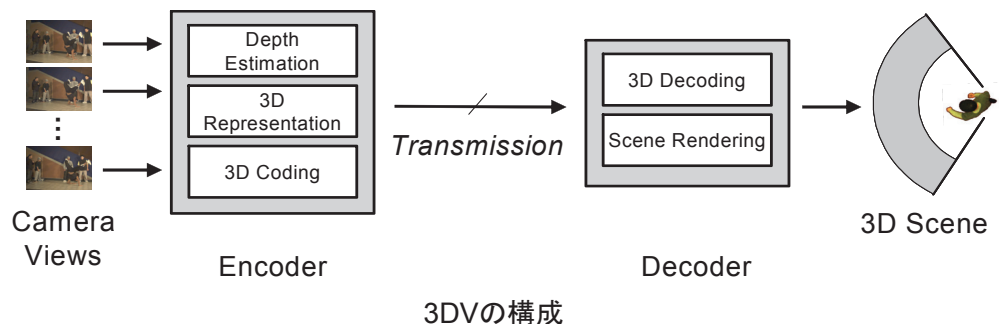 Depth
Estimation
3D
Representation
3D Coding
Transmission
3D Decoding
Scene Rendering
Camera
Views
Encoder
Decoder
3D Scene
3DVの構成